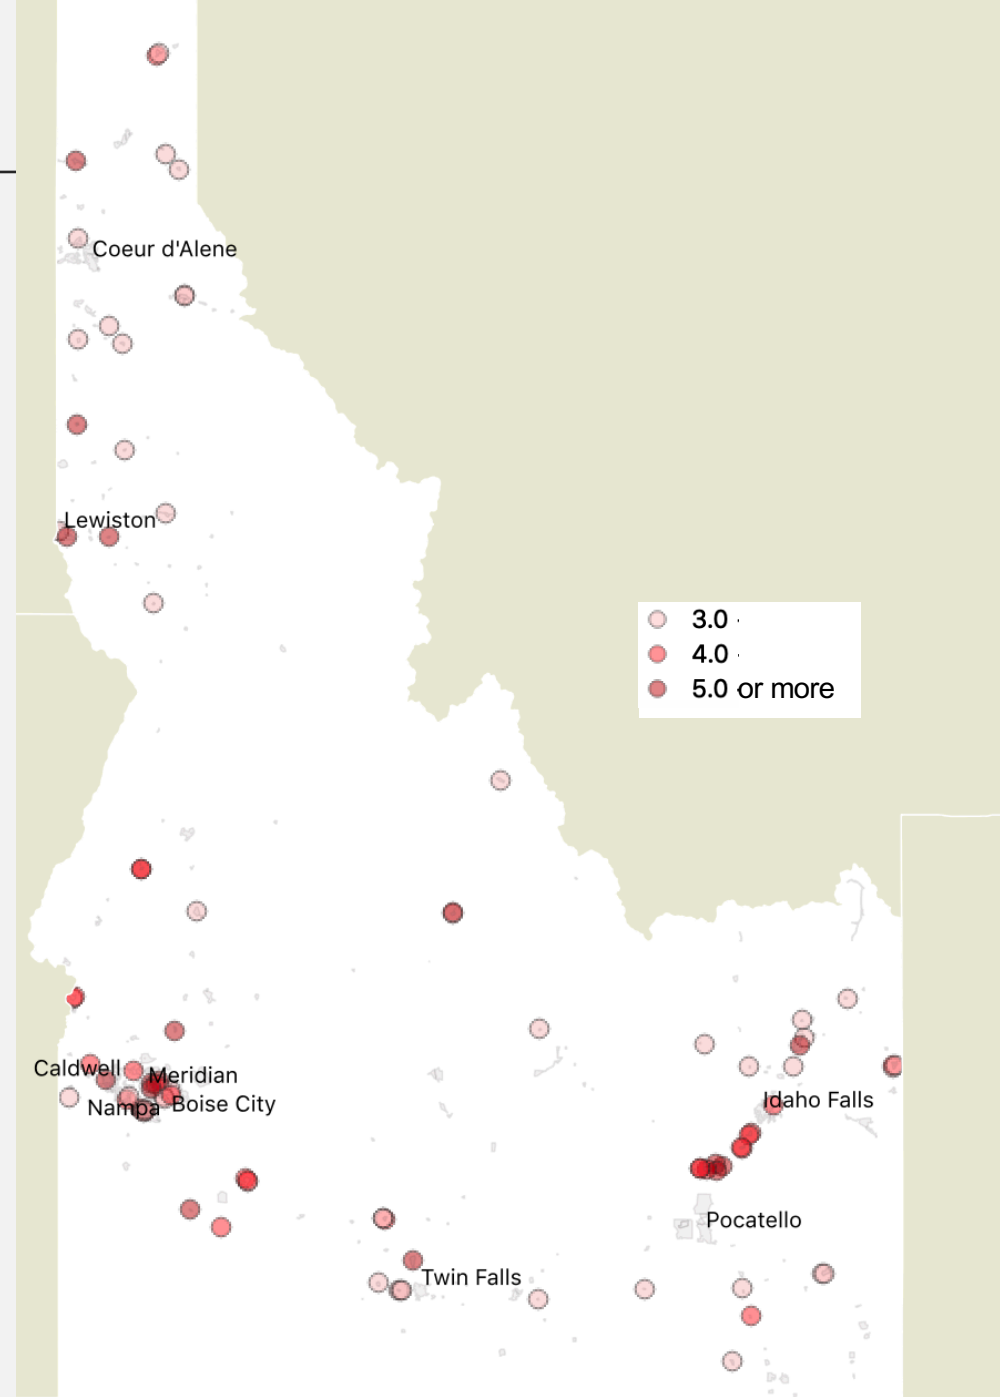 Coeur d'Alene
Lewiston
3.0
4.0
5.0 or more
Caldwell
Meridian
Nampa
Boise City
Idaho Falls
Pocatello
Twin Falls